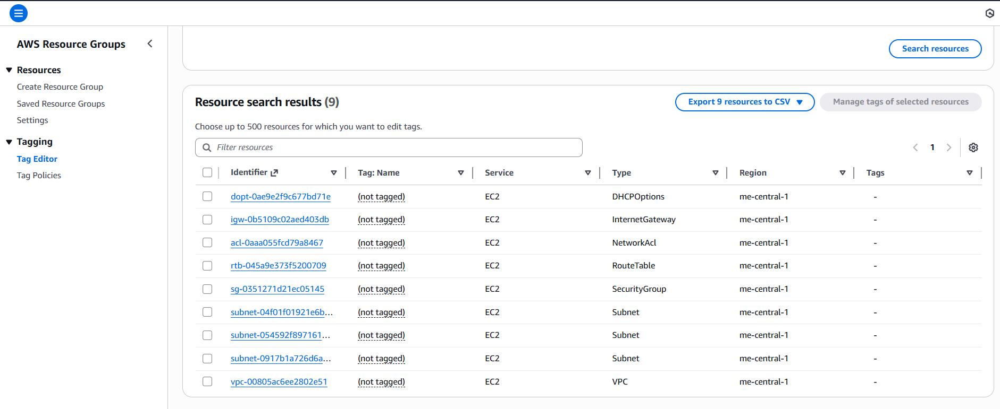 AWS Resource Groups
Resources
Create Resource Group
Saved Resource Groups
Settings
Tagging
Tag Editor
Tag Policies
Search resources
Resource search results (9)
Export 9 resources to CSV
Manage tags of selected resources
Choose up to 500 resources for which you want to edit tags.
Filter resources
1
Identifier Tag: Name Service Type Region Tags
dopt-0ae9e2f9c677bd71e (not tagged) EC2 DHCPOptions me-central-1 -
igw-0b5109c02aed403db (not tagged) EC2 InternetGateway me-central-1 -
acl-0aaa055fcd79a8467 (not tagged) EC2 NetworkAcl me-central-1 -
rtb-045a9e373f5200709 (not tagged) EC2 RouteTable me-central-1 -
sg-0351271d21ec05145 (not tagged) EC2 SecurityGroup me-central-1 -
subnet-04f01f01921e6b... (not tagged) EC2 Subnet me-central-1 -
subnet-054592f897161... (not tagged) EC2 Subnet me-central-1 -
subnet-0917b1a726d6a... (not tagged) EC2 Subnet me-central-1 -
vpc-00805ac6ee2802e51 (not tagged) EC2 VPC me-central-1 -